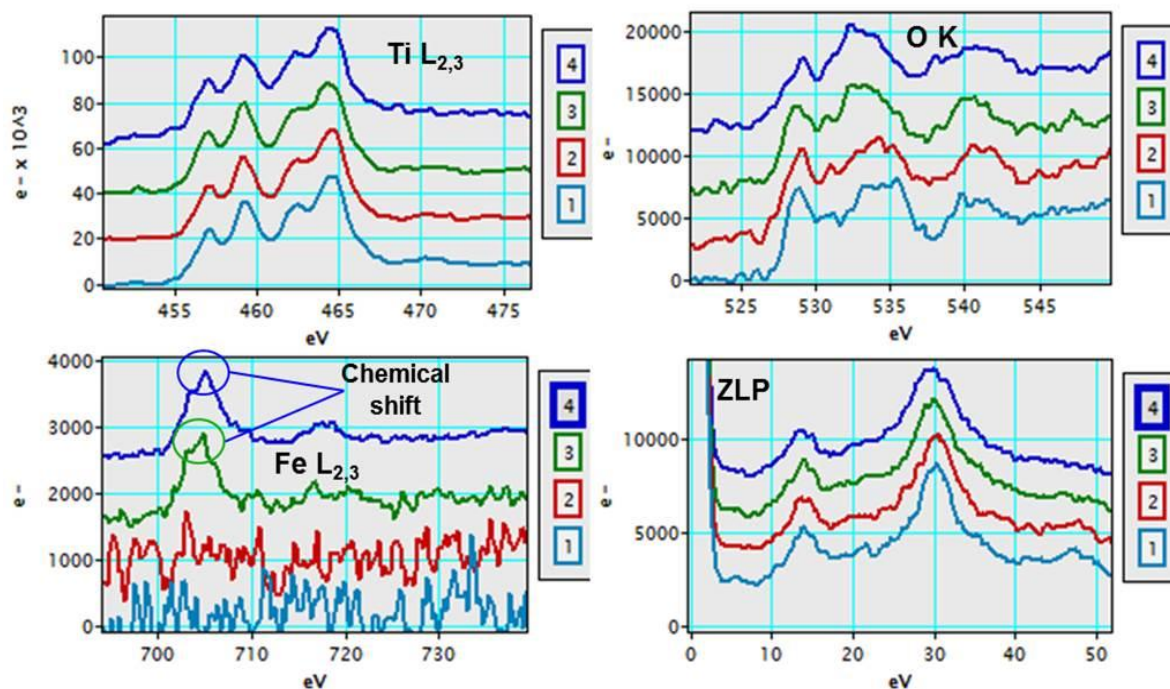 Ti L2,3
e- x 10^3
100
80
60
40
20
0
455 460 465 470 475
eV
4
3
2
1
O K
e-
20000
15000
10000
5000
0
525 530 535 540 545
eV
4
3
2
1
Chemical
shift
Fe L2,3
e-
4000
3000
2000
1000
0
700 710 720 730
eV
4
3
2
1
ZLP
e-
10000
5000
0
0 10 20 30 40 50
eV
4
3
2
1